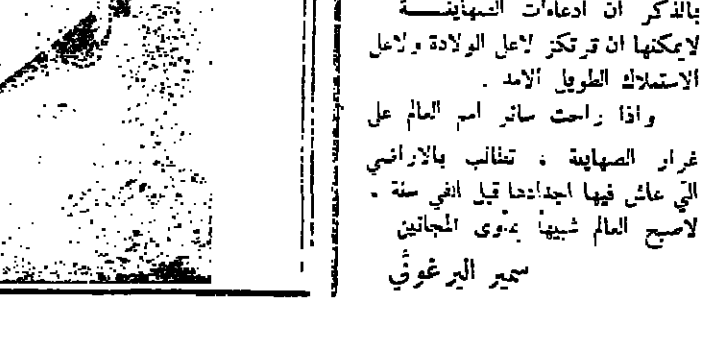 بالذكر ان ادعاءات الصهاينـــــة
لايمكنها ان ترتكز لاعلى الولادة ولاعلى
الاستملاك الطويل الامد .
واذا راحت سائر امم العالم على
غرار الصهاينة ، تطالب بالاراضي
التي عاش فيها اجدادها قبل الفي سنة .
لاصبح العالم شبيهاً بمأوى المجانين
سمير البرغوثي